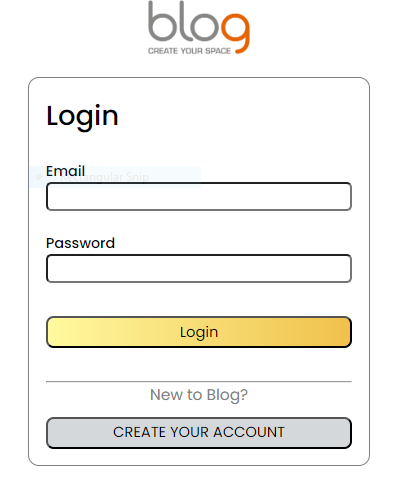 blog
CREATE YOUR SPACE
Login
Email
Rectangular Snip
Password
Login
New to Blog?
CREATE YOUR ACCOUNT